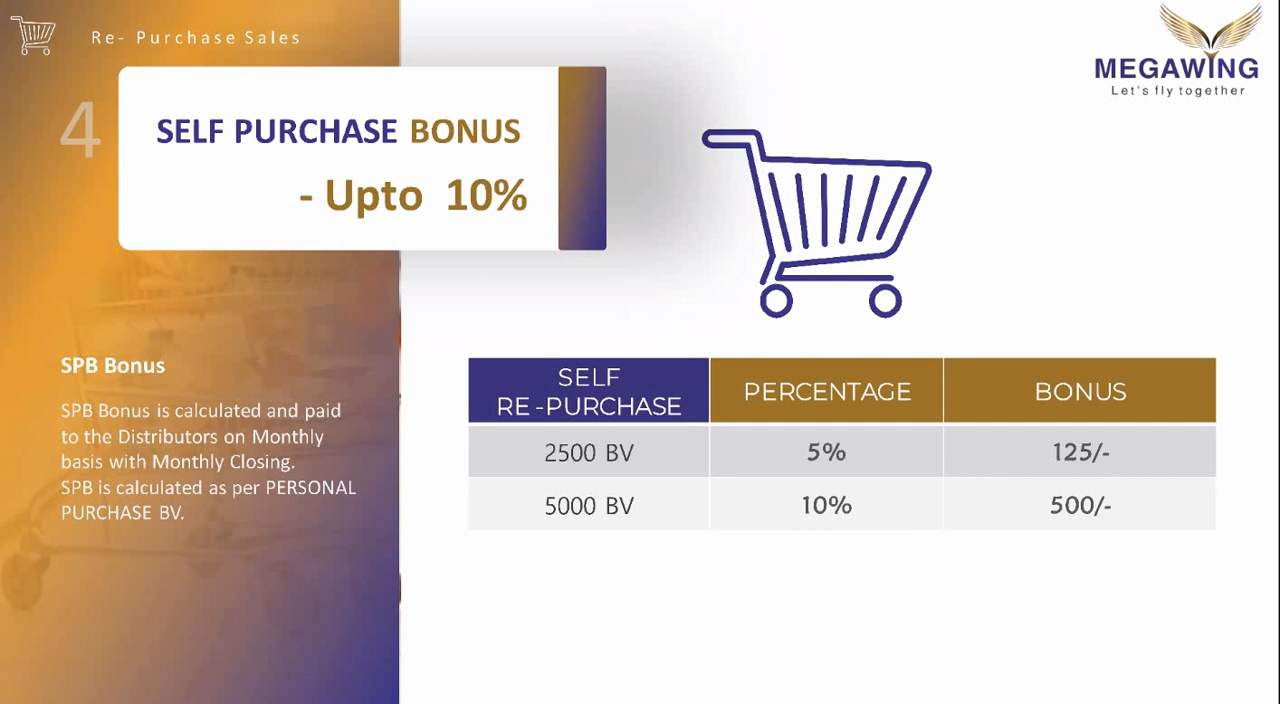 Re- Purchase Sales
MEGAWING
Let's fly together
4
SELF PURCHASE BONUS
- Upto 10%
SPB Bonus
SPB Bonus is calculated and paid
to the Distributors on Monthly
basis with Monthly Closing.
SPB is calculated as per PERSONAL
PURCHASE BV.
SELF
RE-PURCHASE
PERCENTAGE
BONUS
2500 BV
5%
125/-
5000 BV
10%
500/-